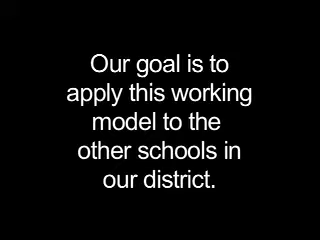 Our goal is to
apply this working
model to the
other schools in
our district.